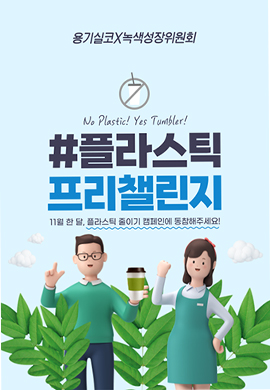 용기실코X녹색성장위원회
No Plastic! Yes Tumbler!
#플라스틱
프리챌린지
11월 한 달, 플라스틱 줄이기 캠페인에 동참해주세요!